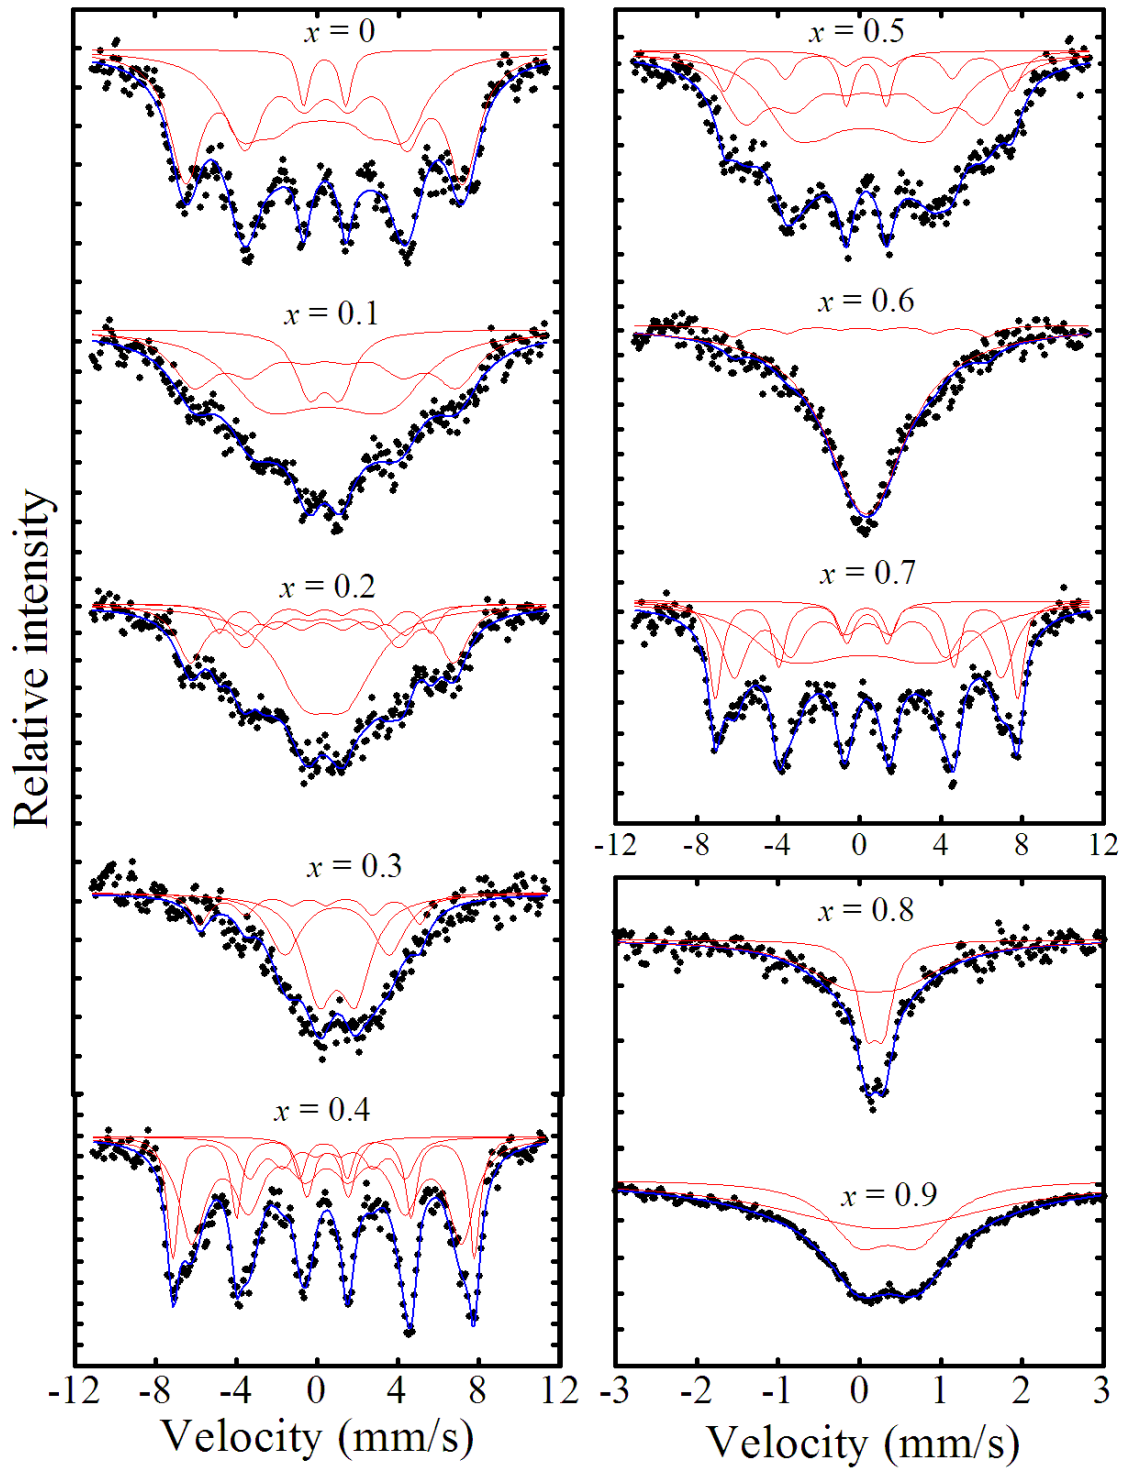 x = 0
x = 0.1
x = 0.2
x = 0.3
x = 0.4
-12 -8 -4 0 4 8 12
Velocity (mm/s)
Relative intensity
x = 0.5
x = 0.6
x = 0.7
-12 -8 -4 0 4 8 12
x = 0.8
x = 0.9
-3 -2 -1 0 1 2 3
Velocity (mm/s)